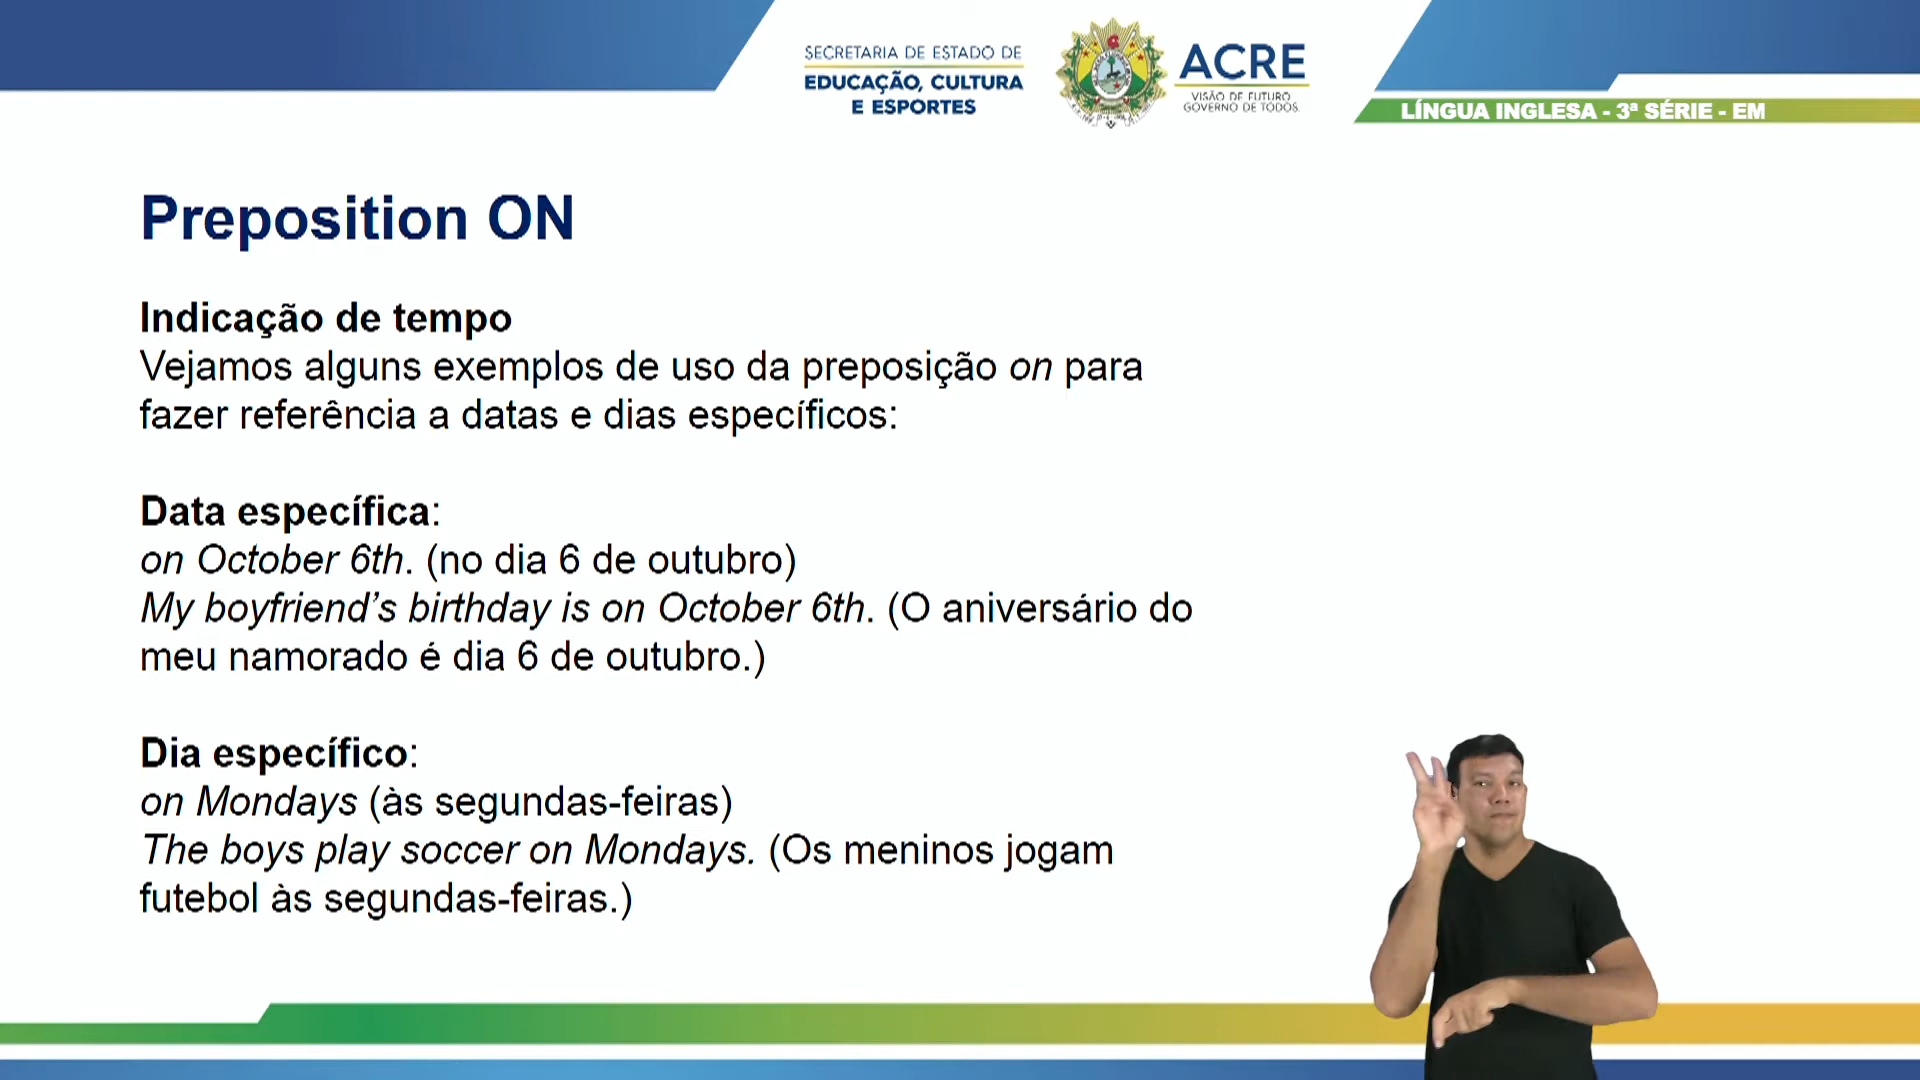 SECRETARIA DE ESTADO DE
EDUCAÇÃO, CULTURA
E ESPORTES
ACRE
VISÃO DE FUTURO
GOVERNO DE TODOS.
LÍNGUA INGLESA - 3ª SÉRIE - EM
Preposition ON
Indicação de tempo
Vejamos alguns exemplos de uso da preposição on para
fazer referência a datas e dias específicos:
Data específica:
on October 6th. (no dia 6 de outubro)
My boyfriend’s birthday is on October 6th. (O aniversário do
meu namorado é dia 6 de outubro.)
Dia específico:
on Mondays (às segundas-feiras)
The boys play soccer on Mondays. (Os meninos jogam
futebol às segundas-feiras.)